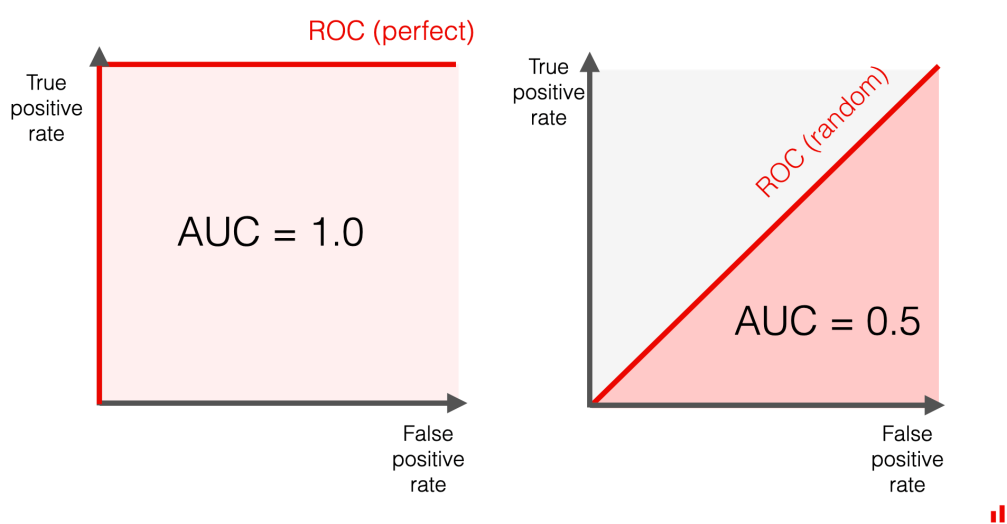 ROC (perfect)
True
positive
rate
AUC = 1.0
False
positive
rate
True
positive
rate
ROC (random)
AUC = 0.5
False
positive
rate